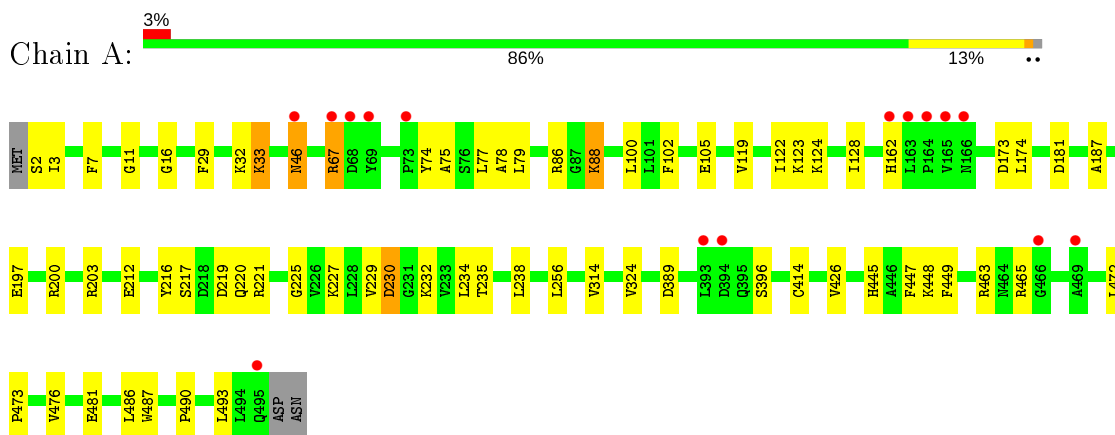 3%
Chain A:
86% 13% ••
MET S2 I3 F7 G11 G16 F29 K32 K33 N46 R67 D68 Y69 P73 Y74 A75 S76 L77 A78 L79 R86 G87 K88 L100 L101 F102 E105 V119 I122 K123 K124 I128 H162 L163 P164 V165 N166 D173 L174 D181 A187
E197 R200 R203 E212 Y216 S217 D218 D219 Q220 R221 G225 V226 K227 L228 V229 D230 G231 K232 V233 L234 T235 L238 L256 V314 V324 D389 L393 D394 Q395 S396 C414 V426 H445 A446 F447 K448 F449 R463 N464 R465 G466 A469 L472
P473 V476 E481 L486 W487 P490 L493 L494 Q495 ASP ASN